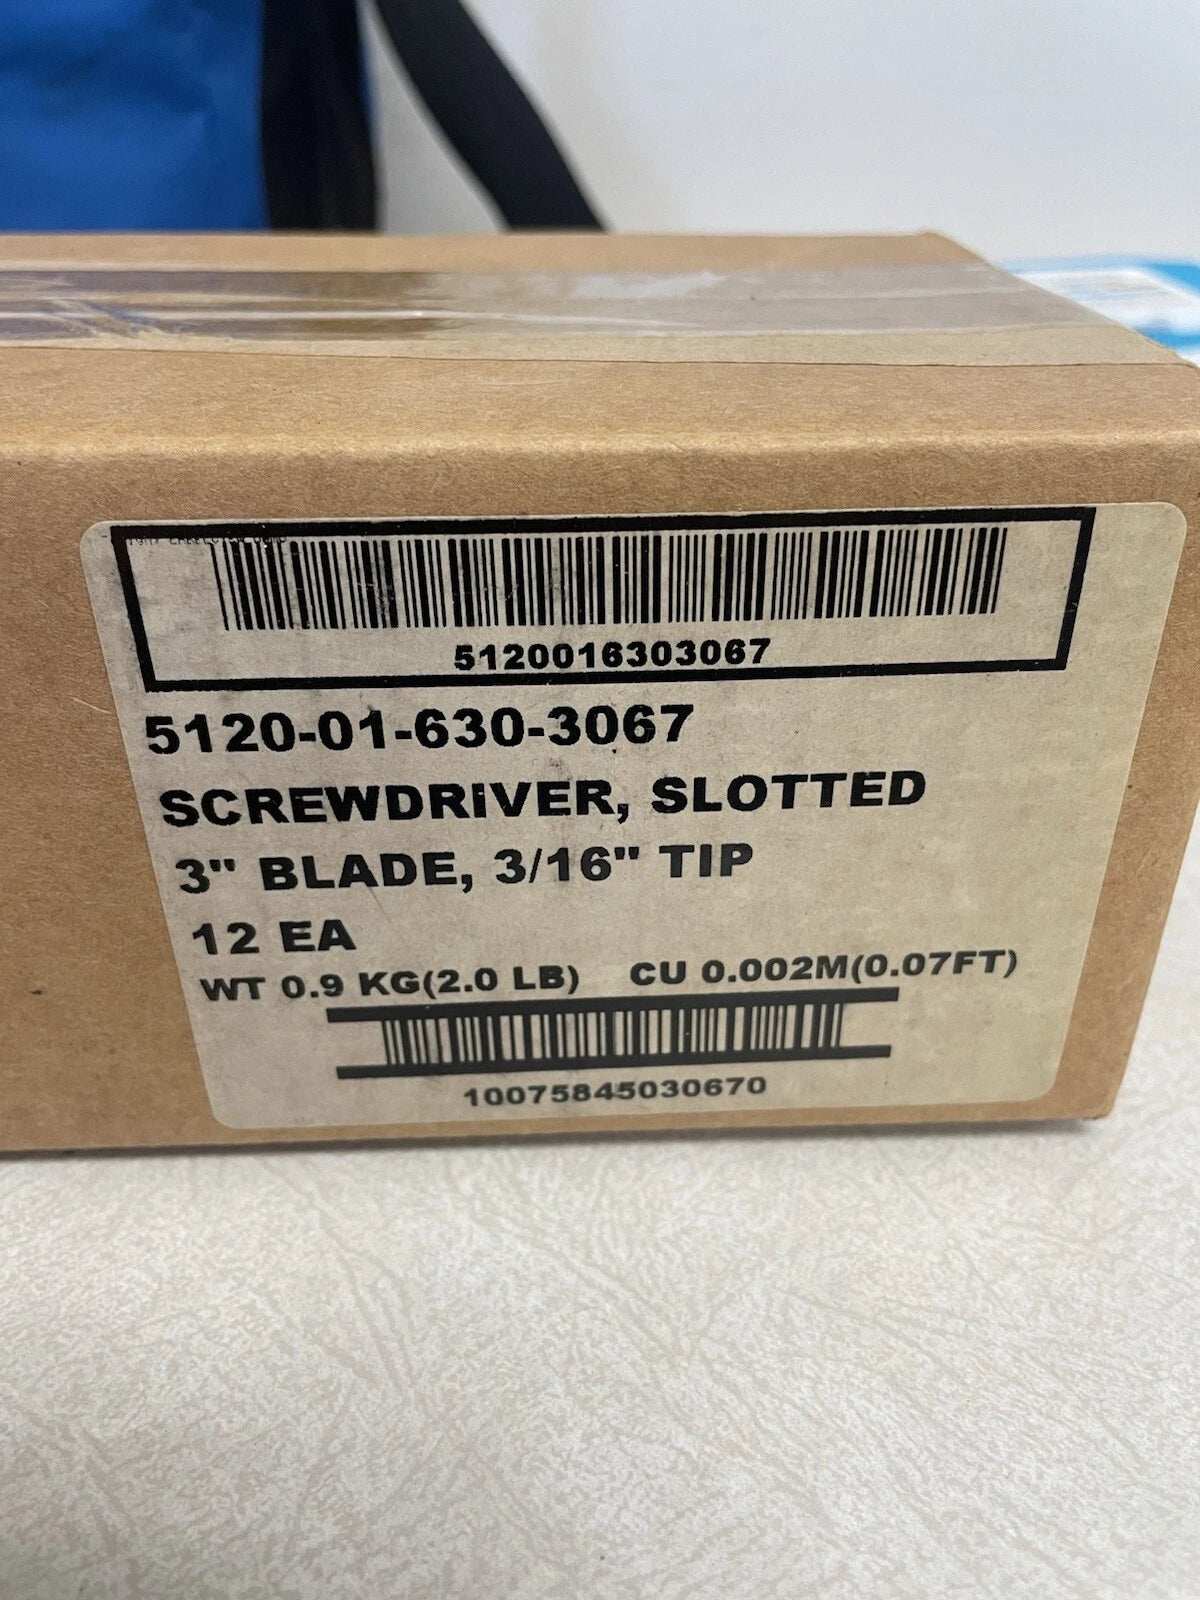 5120016303067
5120-01-630-3067
SCREWDRiVER, SLOTTED
3" BLADE, 3/16" TIP
12 EA
WT 0.9 KG(2.0 LB) CU 0.002M(0.07FT)
10075845030670